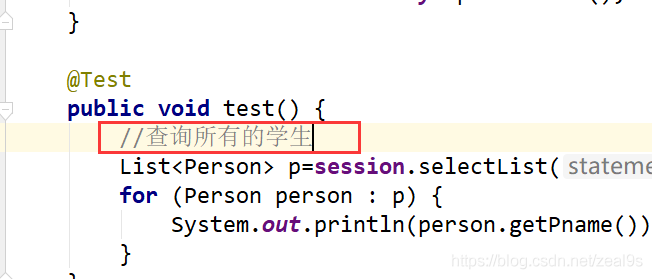 }
@Test
public void test() {
//查询所有的学生
List<Person> p=session.selectList(
for (Person person : p) {
System.out.println(person.getPname())
}
https://blog.csdn.net/zeal9s